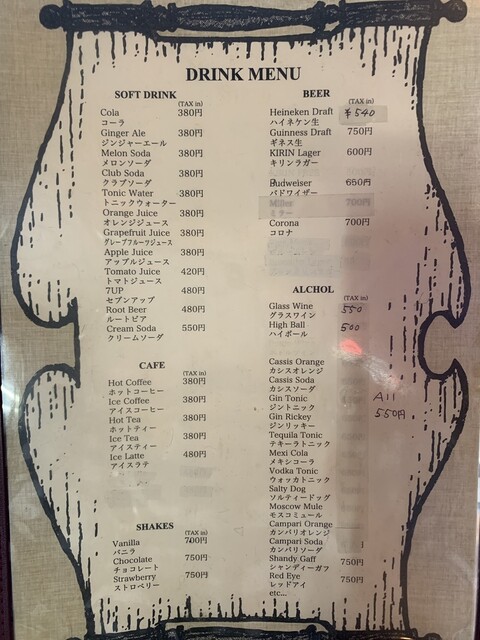 DRINK MENU
SOFT DRINK
(TAX in)
Cola 380円
コーラ
Ginger Ale 380円
ジンジャーエール
Melon Soda 380円
メロンソーダ
Club Soda 380円
クラブソーダ
Tonic Water 380円
トニックウォーター
Orange Juice 380円
オレンジジュース
Grapefruit Juice 380円
グレープフルーツジュース
Apple Juice 380円
アップルジュース
Tomato Juice 420円
トマトジュース
7UP 480円
セブンアップ
Root Beer 480円
ルートビア
Cream Soda 550円
クリームソーダ
CAFE
(TAX in)
Hot Coffee 380円
ホットコーヒー
Ice Coffee 380円
アイスコーヒー
Hot Tea 380円
ホットティー
Ice Tea 380円
アイスティー
Ice Latte 480円
アイスラテ
SHAKES
(TAX in)
Vanilla 700円
バニラ
Chocolate 750円
チョコレート
Strawberry 750円
ストロベリー
BEER
(TAX in)
Heineken Draft ¥540
ハイネケン生
Guinness Draft 750円
ギネス生
KIRIN Lager 600円
キリンラガー
Budweiser 650円
バドワイザー
Miller 700円
ミラー
Corona 700円
コロナ
ALCHOL
(TAX in)
Glass Wine 550
グラスワイン
High Ball 500
ハイボール
Cassis Orange
カシスオレンジ
Cassis Soda
カシスソーダ
Gin Tonic
ジントニック
Gin Rickey
ジンリッキー
Tequila Tonic
テキーラトニック
Mexi Cola
メキシコーラ
Vodka Tonic
ウォッカトニック
Salty Dog
ソルティードッグ
Moscow Mule
モスコミュール
Campari Orange
カンパリオレンジ
Campari Soda
カンパリソーダ
All
550円
Shandy Gaff 750円
シャンディーガフ
Red Eye 750円
レッドアイ
etc...